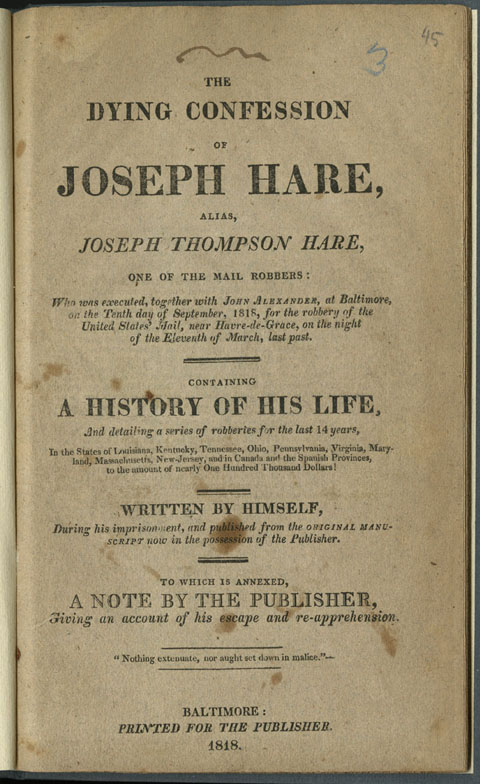 45
3
THE
DYING CONFESSION
OF
JOSEPH HARE,
ALIAS,
JOSEPH THOMPSON HARE,
ONE OF THE MAIL ROBBERS:
Who was executed, together with JOHN ALEXANDER, at Baltimore,
on the Tenth day of September, 1818, for the robbery of the
United States' Mail, near Havre-de-Grace, on the night
of the Eleventh of March, last past.
CONTAINING
A HISTORY OF HIS LIFE,
And detailing a series of robberies for the last 14 years,
In the States of Louisiana, Kentucky, Tennessee, Ohio, Pennsylvania, Virginia, Mary-
land, Massachusetts, New-Jersey, and in Canada and the Spanish Provinces,
to the amount of nearly One Hundred Thousand Dollars!
WRITTEN BY HIMSELF,
During his imprisonment, and published from the ORIGINAL MANU-
SCRIPT now in the possession of the Publisher.
TO WHICH IS ANNEXED,
A NOTE BY THE PUBLISHER,
Giving an account of his escape and re-apprehension.
"Nothing extenuate, nor aught set down in malice."—
BALTIMORE:
PRINTED FOR THE PUBLISHER.
1818.